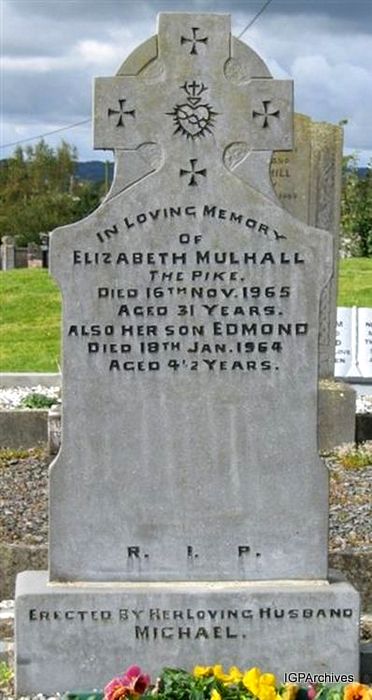 In Loving Memory
of
Elizabeth Mulhall
The Pike.
Died 16th Nov. 1965
Aged 31 Years.
Also Her Son Edmond
Died 18th Jan. 1964
Aged 4½ Years.
R. I. P.
Erected By Her Loving Husband
Michael.
HILL
IGPArchives